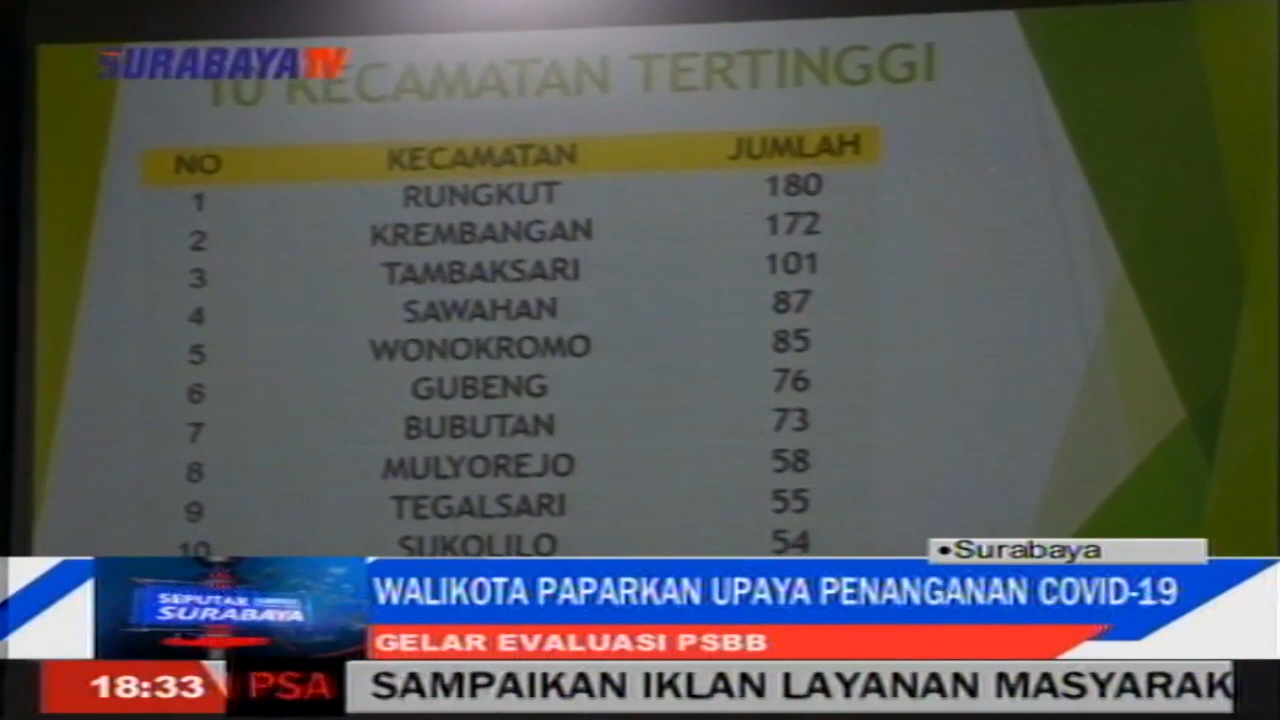 SURABAYATV
10 KECAMATAN TERTINGGI
NO KECAMATAN JUMLAH
1 RUNGKUT 180
2 KREMBANGAN 172
3 TAMBAKSARI 101
4 SAWAHAN 87
5 WONOKROMO 85
6 GUBENG 76
7 BUBUTAN 73
8 MULYOREJO 58
9 TEGALSARI 55
10 SUKOLILO 54
•Surabaya
SEPUTAR
SURABAYA
WALIKOTA PAPARKAN UPAYA PENANGANAN COVID-19
GELAR EVALUASI PSBB
18:33 PSA SAMPAIKAN IKLAN LAYANAN MASYARAK